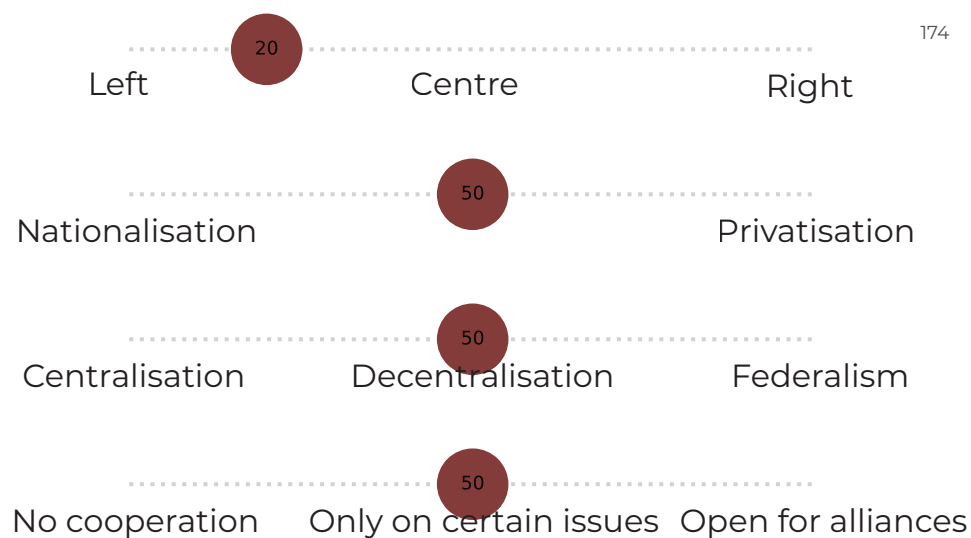 174
20
Left Centre Right
50
Nationalisation Privatisation
50
Centralisation Decentralisation Federalism
50
No cooperation Only on certain issues Open for alliances